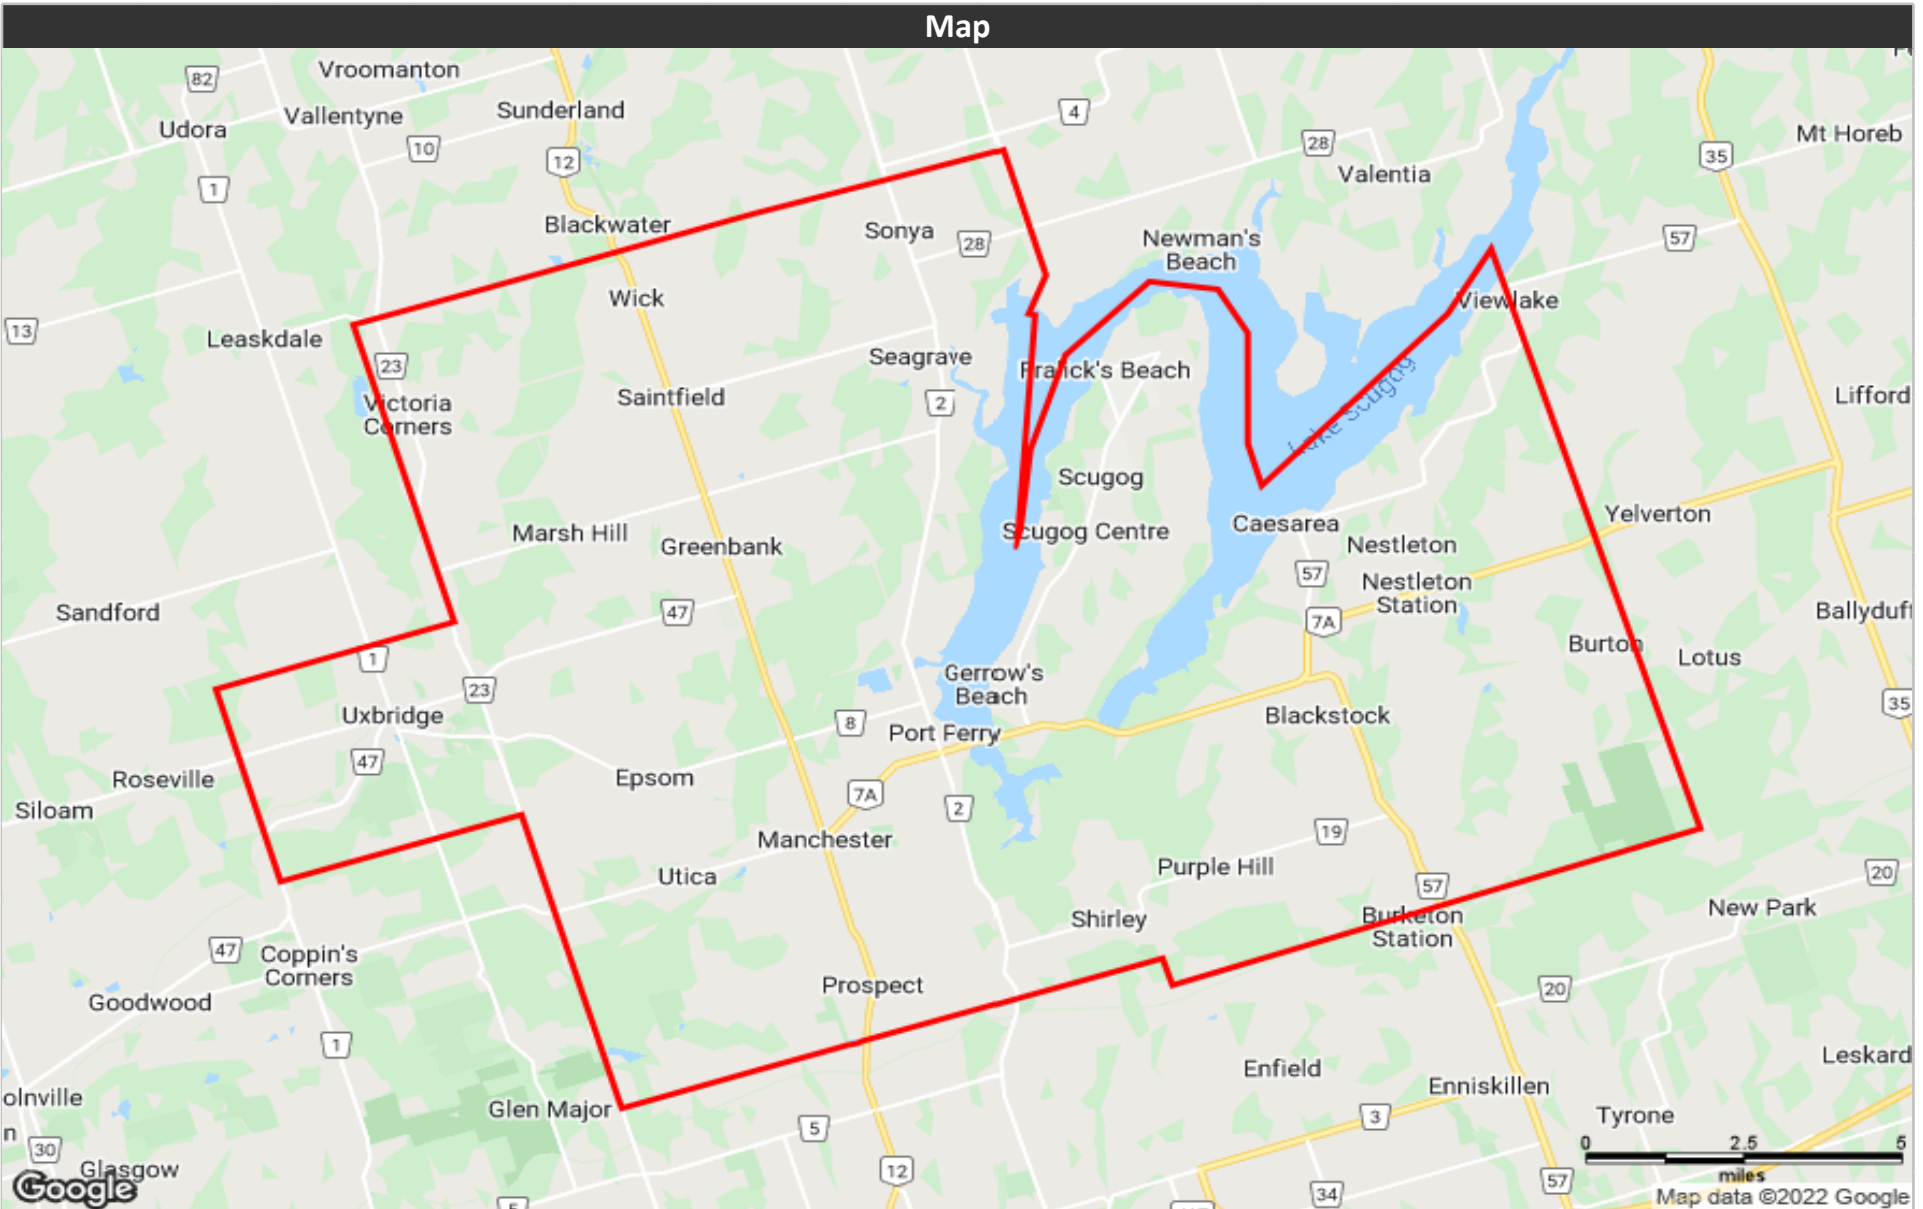 Map
Vroomanton
82
Vallentyne
Sunderland
4
Udora
10
12
28
Mt Horeb
35
Valentia
1
Blackwater
Sonya
28
Newman's
Beach
57
Wick
Viewlake
13
Leaskdale
23
Seagrave
Fralick's Beach
Saintfield
Victoria
Corners
2
Lake Scugog
Lifford
Scugog
Marsh Hill
Greenbank
Scugog Centre
Caesarea
Yelverton
Nestleton
57
Nestleton
Station
Sandford
47
7A
Ballyduff
Burton
Lotus
1
Gerrow's
Beach
23
35
Uxbridge
8
Port Ferry
Blackstock
47
Roseville
Epsom
7A
2
Siloam
Manchester
19
Utica
Purple Hill
57
20
Shirley
Burketon
Station
New Park
47
Coppin's
Corners
Prospect
20
Goodwood
1
Leskard
Enfield
Enniskillen
olnville
Glen Major
3
Tyrone
n
5
0 2.5 5
30
Glasgow
12
miles
57
Google
34
Map data ©2022 Google